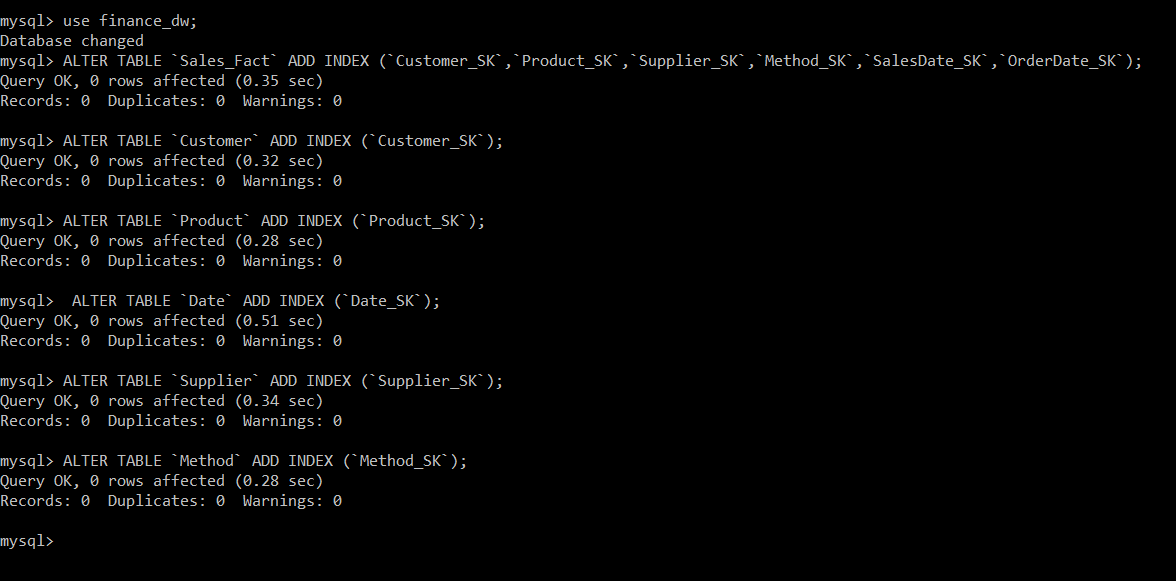 mysql> use finance_dw;
Database changed
mysql> ALTER TABLE `Sales_Fact` ADD INDEX (`Customer_SK`,`Product_SK`,`Supplier_SK`,`Method_SK`,`SalesDate_SK`,`OrderDate_SK`);
Query OK, 0 rows affected (0.35 sec)
Records: 0  Duplicates: 0  Warnings: 0
mysql> ALTER TABLE `Customer` ADD INDEX (`Customer_SK`);
Query OK, 0 rows affected (0.32 sec)
Records: 0  Duplicates: 0  Warnings: 0
mysql> ALTER TABLE `Product` ADD INDEX (`Product_SK`);
Query OK, 0 rows affected (0.28 sec)
Records: 0  Duplicates: 0  Warnings: 0
mysql>  ALTER TABLE `Date` ADD INDEX (`Date_SK`);
Query OK, 0 rows affected (0.51 sec)
Records: 0  Duplicates: 0  Warnings: 0
mysql> ALTER TABLE `Supplier` ADD INDEX (`Supplier_SK`);
Query OK, 0 rows affected (0.34 sec)
Records: 0  Duplicates: 0  Warnings: 0
mysql> ALTER TABLE `Method` ADD INDEX (`Method_SK`);
Query OK, 0 rows affected (0.28 sec)
Records: 0  Duplicates: 0  Warnings: 0
mysql>